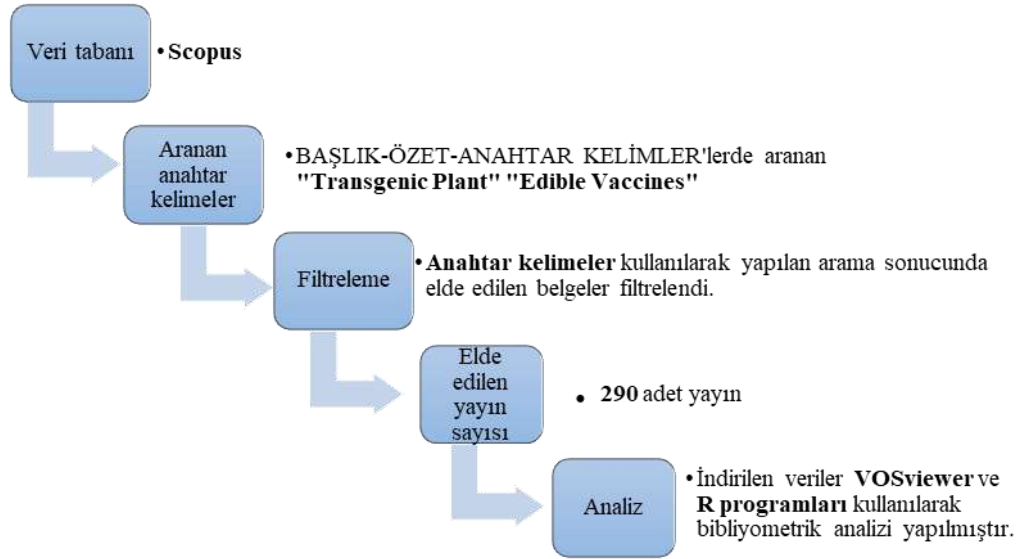 Veri tabanı
• Scopus
Aranan
anahtar
kelimeler
• BAŞLIK-ÖZET-ANAHTAR KELİMLER'lerde aranan
"Transgenic Plant" "Edible Vaccines"
Filtreleme
• Anahtar kelimeler kullanılarak yapılan arama sonucunda
elde edilen belgeler filtrelendi.
Elde
edilen
yayın
sayısı
• 290 adet yayın
Analiz
• İndirilen veriler VOSviewer ve
R programları kullanılarak
bibliyometrik analizi yapılmıştır.